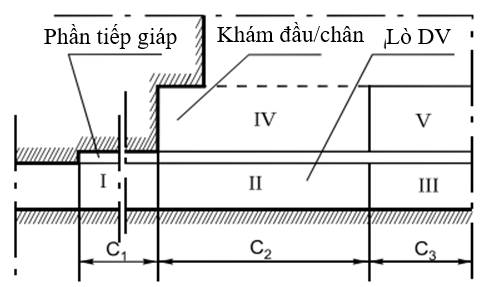 Phần tiếp giáp
Khám đầu/chân
Lò DV
IV
V
I
II
III
C1
C2
C3